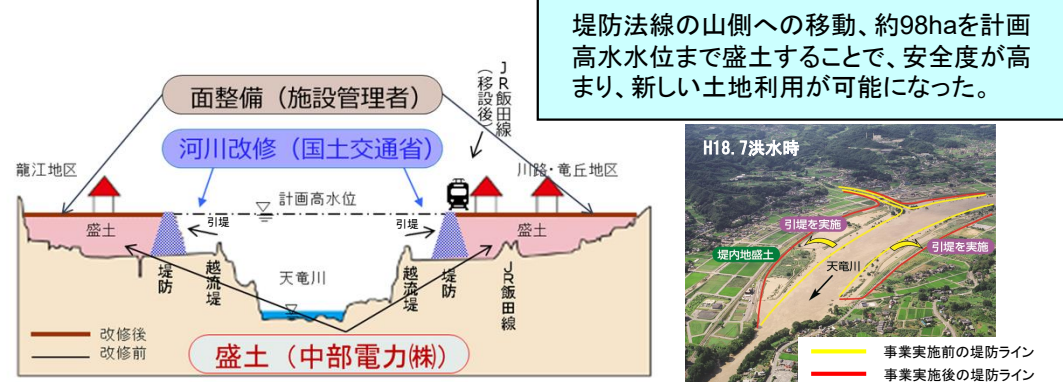 堤防法線の山側への移動、約98haを計画
高水水位まで盛土することで、安全度が高
まり、新しい土地利用が可能になった。
面整備（施設管理者）
河川改修（国土交通省）
JR飯田線
（移設後）
龍江地区
川路・竜丘地区
計画高水位
引堤
引堤
盛土
盛土
堤防
越流堤
天竜川
越流堤
堤防
JR飯田線
改修後
改修前
盛土（中部電力㈱）
H18.7洪水時
引堤を実施
引堤を実施
堤内地盛土
天竜川
事業実施前の堤防ライン
事業実施後の堤防ライン